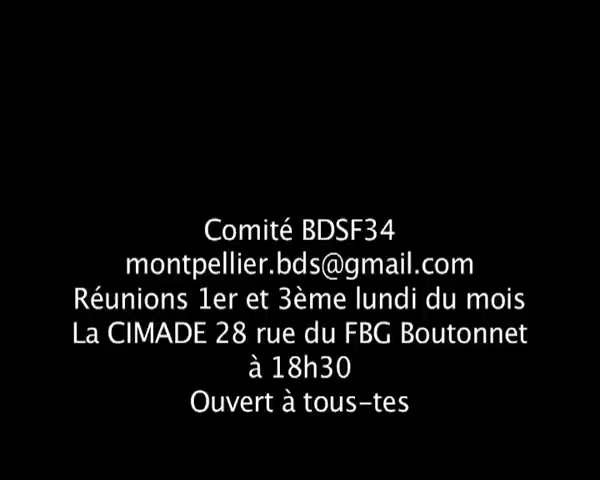 Comité BDSF34
montpellier.bds@gmail.com
Réunions 1er et 3ème lundi du mois
La CIMADE 28 rue du FBG Boutonnet
à 18h30
Ouvert à tous-tes